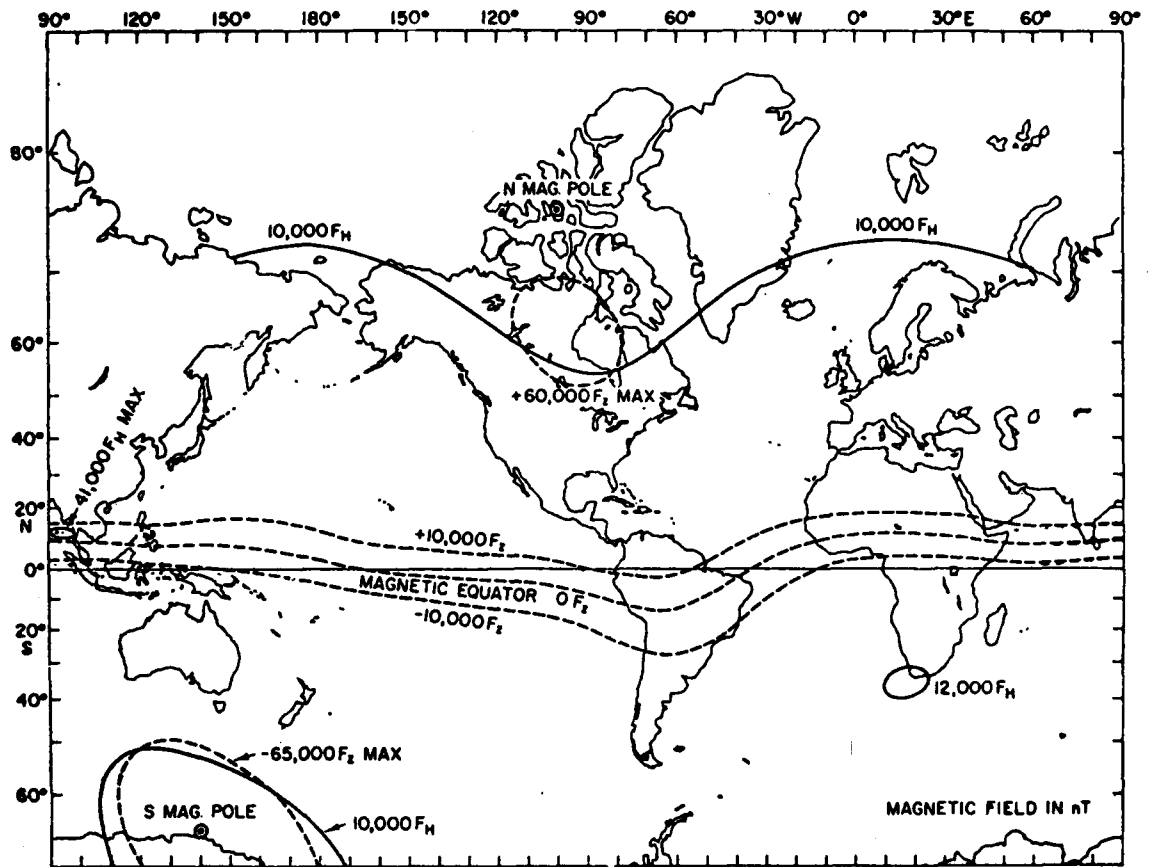 90° 120° 150° 180° 150° 120° 90° 60° 30°W 0° 30°E 60° 90°
80°
N MAG. POLE
10,000 F_H
10,000 F_H
60°
+60,000 F_Z MAX
41,000 F_H MAX
40°
20°
N
+10,000 F_Z
0°
MAGNETIC EQUATOR 0 F_Z
-10,000 F_Z
20°
S
12,000 F_H
40°
-65,000 F_Z MAX
60°
S MAG. POLE
10,000 F_H
MAGNETIC FIELD IN nT